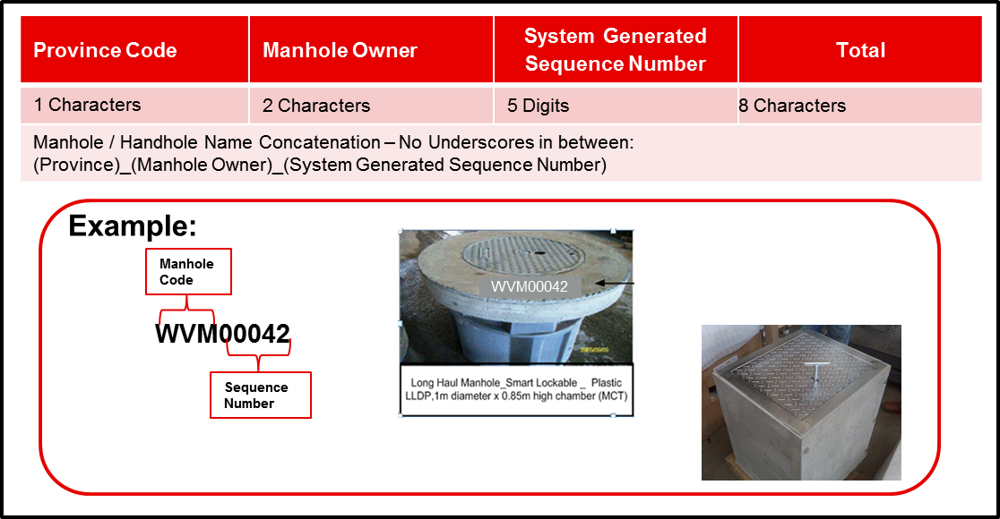 Province Code
Manhole Owner
System Generated
Sequence Number
Total
1 Characters
2 Characters
5 Digits
8 Characters
Manhole / Handhole Name Concatenation – No Underscores in between:
(Province)_(Manhole Owner)_(System Generated Sequence Number)
Example:
Manhole
Code
WVM00042
Sequence
Number
WVM00042
2009/09/09
Long Haul Manhole_Smart Lockable _ Plastic
LLDP,1m diameter x 0.85m high chamber (MCT)